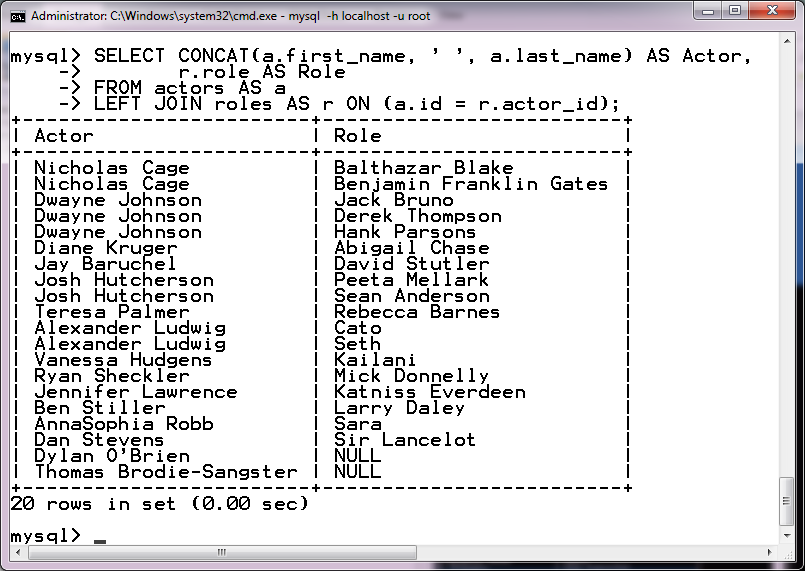 Administrator: C:\Windows\system32\cmd.exe - mysql  -h localhost -u root
mysql> SELECT CONCAT(a.first_name, ' ', a.last_name) AS Actor,
    ->        r.role AS Role
    -> FROM actors AS a
    -> LEFT JOIN roles AS r ON (a.id = r.actor_id);
+-------------------------+--------------------------+
| Actor                   | Role                     |
+-------------------------+--------------------------+
| Nicholas Cage           | Balthazar Blake          |
| Nicholas Cage           | Benjamin Franklin Gates  |
| Dwayne Johnson          | Jack Bruno               |
| Dwayne Johnson          | Derek Thompson           |
| Dwayne Johnson          | Hank Parsons             |
| Diane Kruger            | Abigail Chase            |
| Jay Baruchel            | David Stutler            |
| Josh Hutcherson         | Peeta Mellark            |
| Josh Hutcherson         | Sean Anderson            |
| Teresa Palmer           | Rebecca Barnes           |
| Alexander Ludwig        | Cato                     |
| Alexander Ludwig        | Seth                     |
| Vanessa Hudgens         | Kailani                  |
| Ryan Sheckler           | Mick Donnelly            |
| Jennifer Lawrence       | Katniss Everdeen         |
| Ben Stiller             | Larry Daley              |
| AnnaSophia Robb         | Sara                     |
| Dan Stevens             | Sir Lancelot             |
| Dylan O'Brien           | NULL                     |
| Thomas Brodie-Sangster  | NULL                     |
+-------------------------+--------------------------+
20 rows in set (0.00 sec)
mysql> _